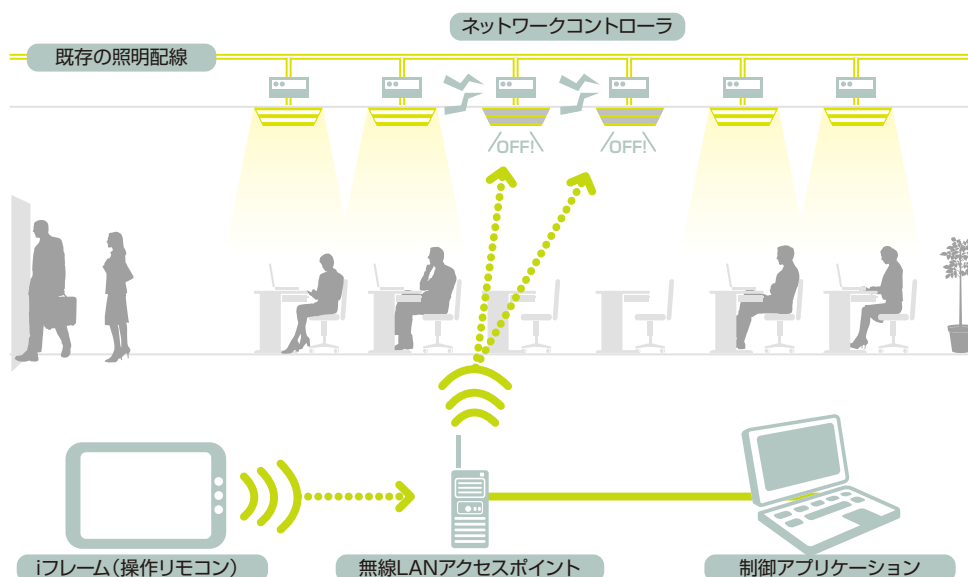 ネットワークコントローラ
既存の照明配線
OFF!
OFF!
iフレーム(操作リモコン)
無線LANアクセスポイント
制御アプリケーション